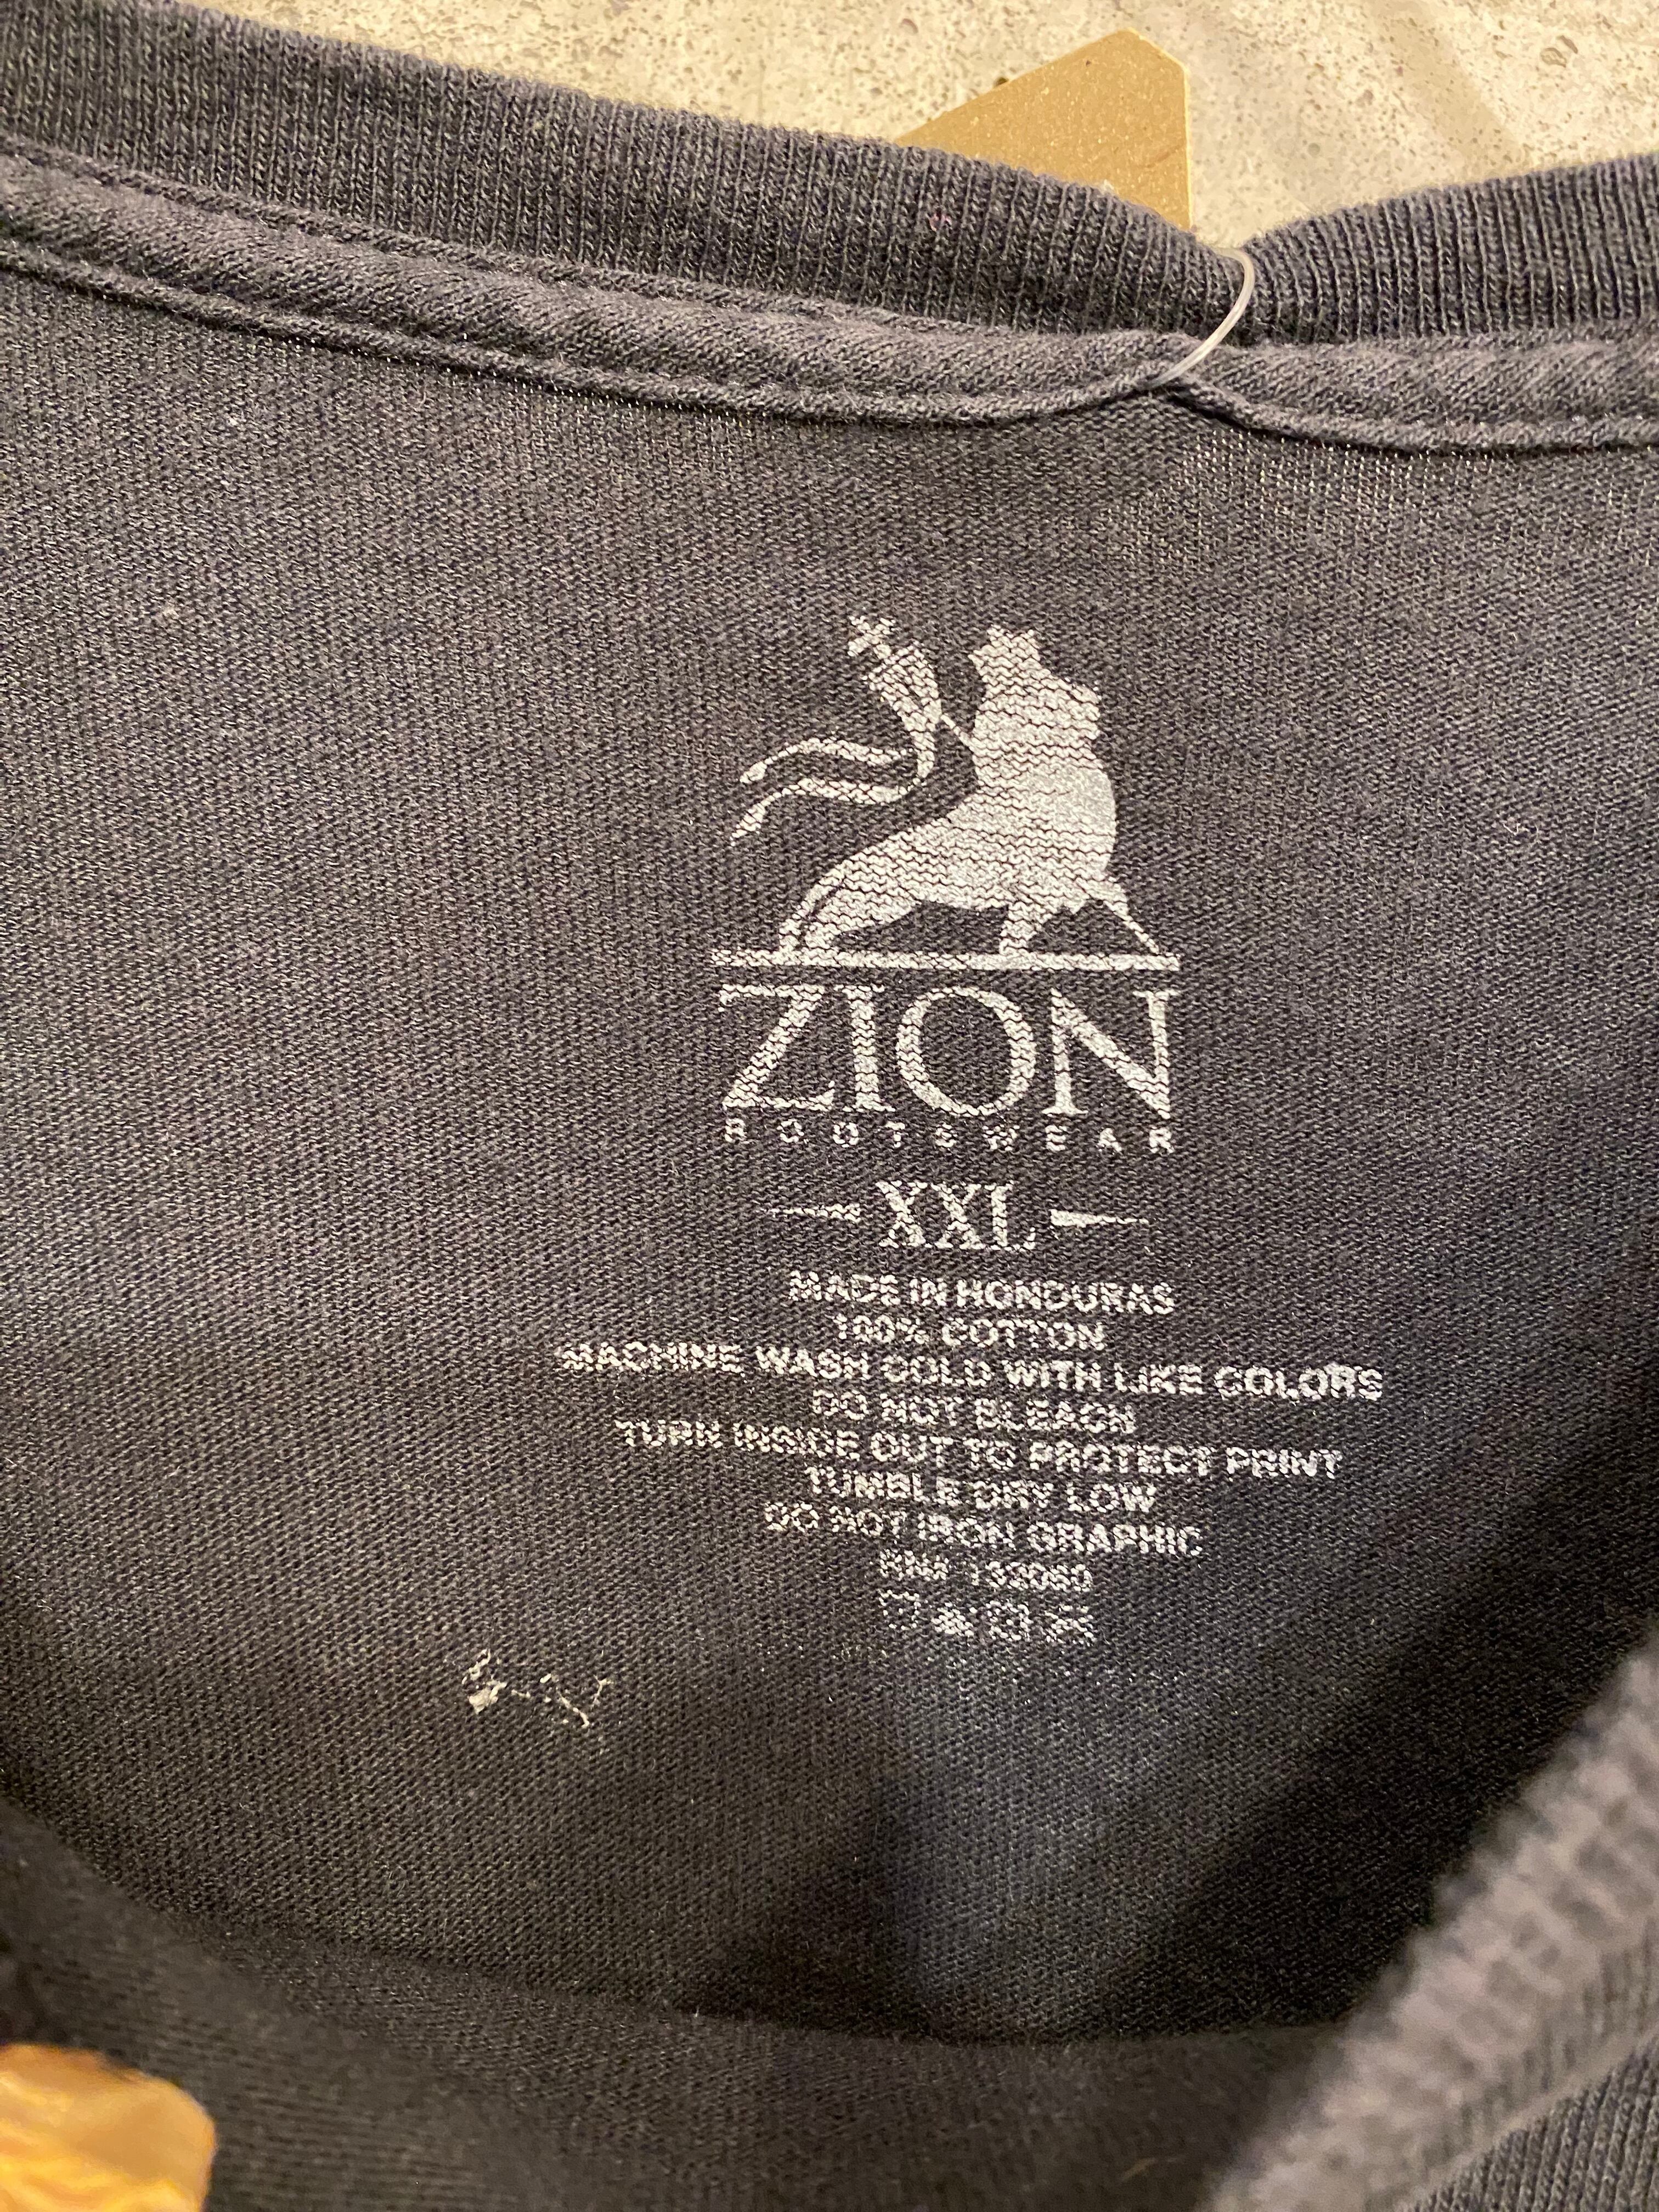 ZION
ROOTSWEAR
XXL
MADE IN HONDURAS
100% COTTON
MACHINE WASH COLD WITH LIKE COLORS
DO NOT BLEACH
TURN INSIDE OUT TO PROTECT PRINT
TUMBLE DRY LOW
DO NOT IRON GRAPHIC
RN#